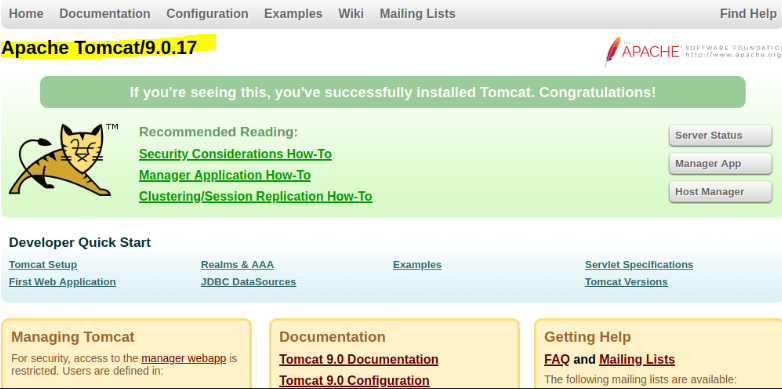 Home Documentation Configuration Examples Wiki Mailing Lists Find Help
Apache Tomcat/9.0.17
APACHE™ SOFTWARE FOUNDATION
http://www.apache.org
If you're seeing this, you've successfully installed Tomcat. Congratulations!
TM
Recommended Reading:
Security Considerations How-To
Manager Application How-To
Clustering/Session Replication How-To
Server Status
Manager App
Host Manager
Developer Quick Start
Tomcat Setup Realms & AAA Examples Servlet Specifications
First Web Application JDBC DataSources Tomcat Versions
Managing Tomcat
For security, access to the manager webapp is
restricted. Users are defined in:
Documentation
Tomcat 9.0 Documentation
Tomcat 9.0 Configuration
Getting Help
FAQ and Mailing Lists
The following mailing lists are available: